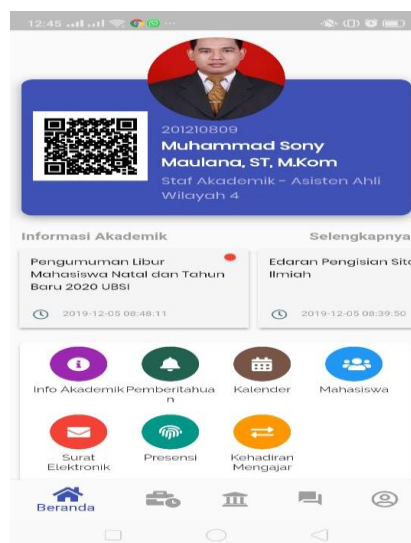 12:45
201210809
Muhammad Sony
Maulana, ST, M.Kom
Staf Akademik - Asisten Ahli
Wilayah 4
Informasi Akademik
Selengkapnya
Pengumuman Libur
Mahasiswa Natal dan Tahun
Baru 2020 UBSI
2019-12-05 08:48:11
Edaran Pengisian Sita
Ilmiah
2019-12-05 08:39:50
Info Akademik
Pemberitahua
n
Kalender
Mahasiswa
Surat
Elektronik
Presensi
Kehadiran
Mengajar
Beranda